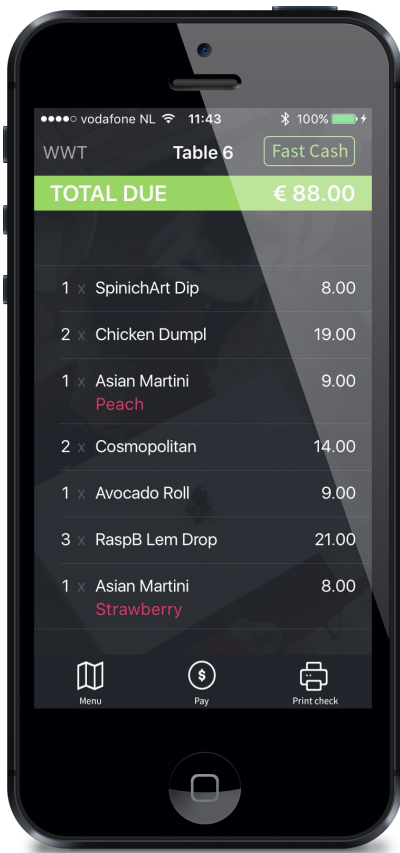 vodafone NL 11:43 100%
WWT Table 6 Fast Cash
TOTAL DUE € 88.00
1 x SpinichArt Dip 8.00
2 x Chicken Dumpl 19.00
1 x Asian Martini 9.00
Peach
2 x Cosmopolitan 14.00
1 x Avocado Roll 9.00
3 x RaspB Lem Drop 21.00
1 x Asian Martini 8.00
Strawberry
$
Menu Pay Print check